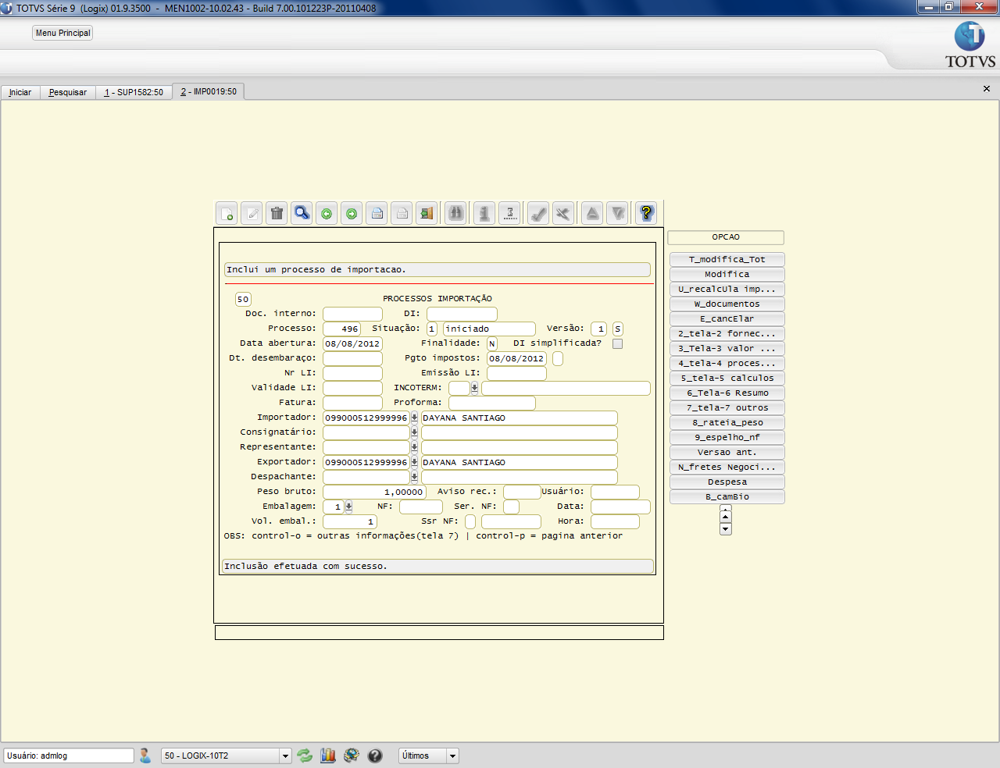 TOTVS Série 9 (Logix) 01.9.3500 - MEN1002-10.02.43 - Build 7.00.101223P-20110408
Menu Principal
TOTVS
Iniciar Pesquisar 1 - SUP1582:50 2 - IMP0019:50
OPCAO
Inclui um processo de importacao.
50 PROCESSOS IMPORTAÇÃO
Doc. interno: DI:
Processo: 496 Situação: 1 iniciado Versão: 1 S
Data abertura: 08/08/2012 Finalidade: N DI simplificada?
Dt. desembaraço: Pgto impostos: 08/08/2012
Nr LI: Emissão LI:
Validade LI: INCOTERM:
Fatura: Proforma:
Importador: 099000512999996 DAYANA SANTIAGO
Consignatário:
Representante:
Exportador: 099000512999996 DAYANA SANTIAGO
Despachante:
Peso bruto: 1,00000 Aviso rec.: Usuário:
Embalagem: 1 NF: Ser. NF: Data:
Vol. embal.: 1 Ssr NF: Hora:
OBS: control-o = outras informações(tela 7) | control-p = pagina anterior
Inclusão efetuada com sucesso.
T_modifica_Tot
Modifica
U_recalcUla imp...
W_documentos
E_cancElar
2_tela-2 fornec...
3_Tela-3 valor ...
4_tela-4 proces...
5_tela-5 calculos
6_Tela-6 Resumo
7_tela-7 outros
8_rateia_peso
9_espelho_nf
Versao ant.
N_fretes Negoci...
Despesa
B_camBio
Usuário: admlog 50 - LOGIX-10T2 Últimos